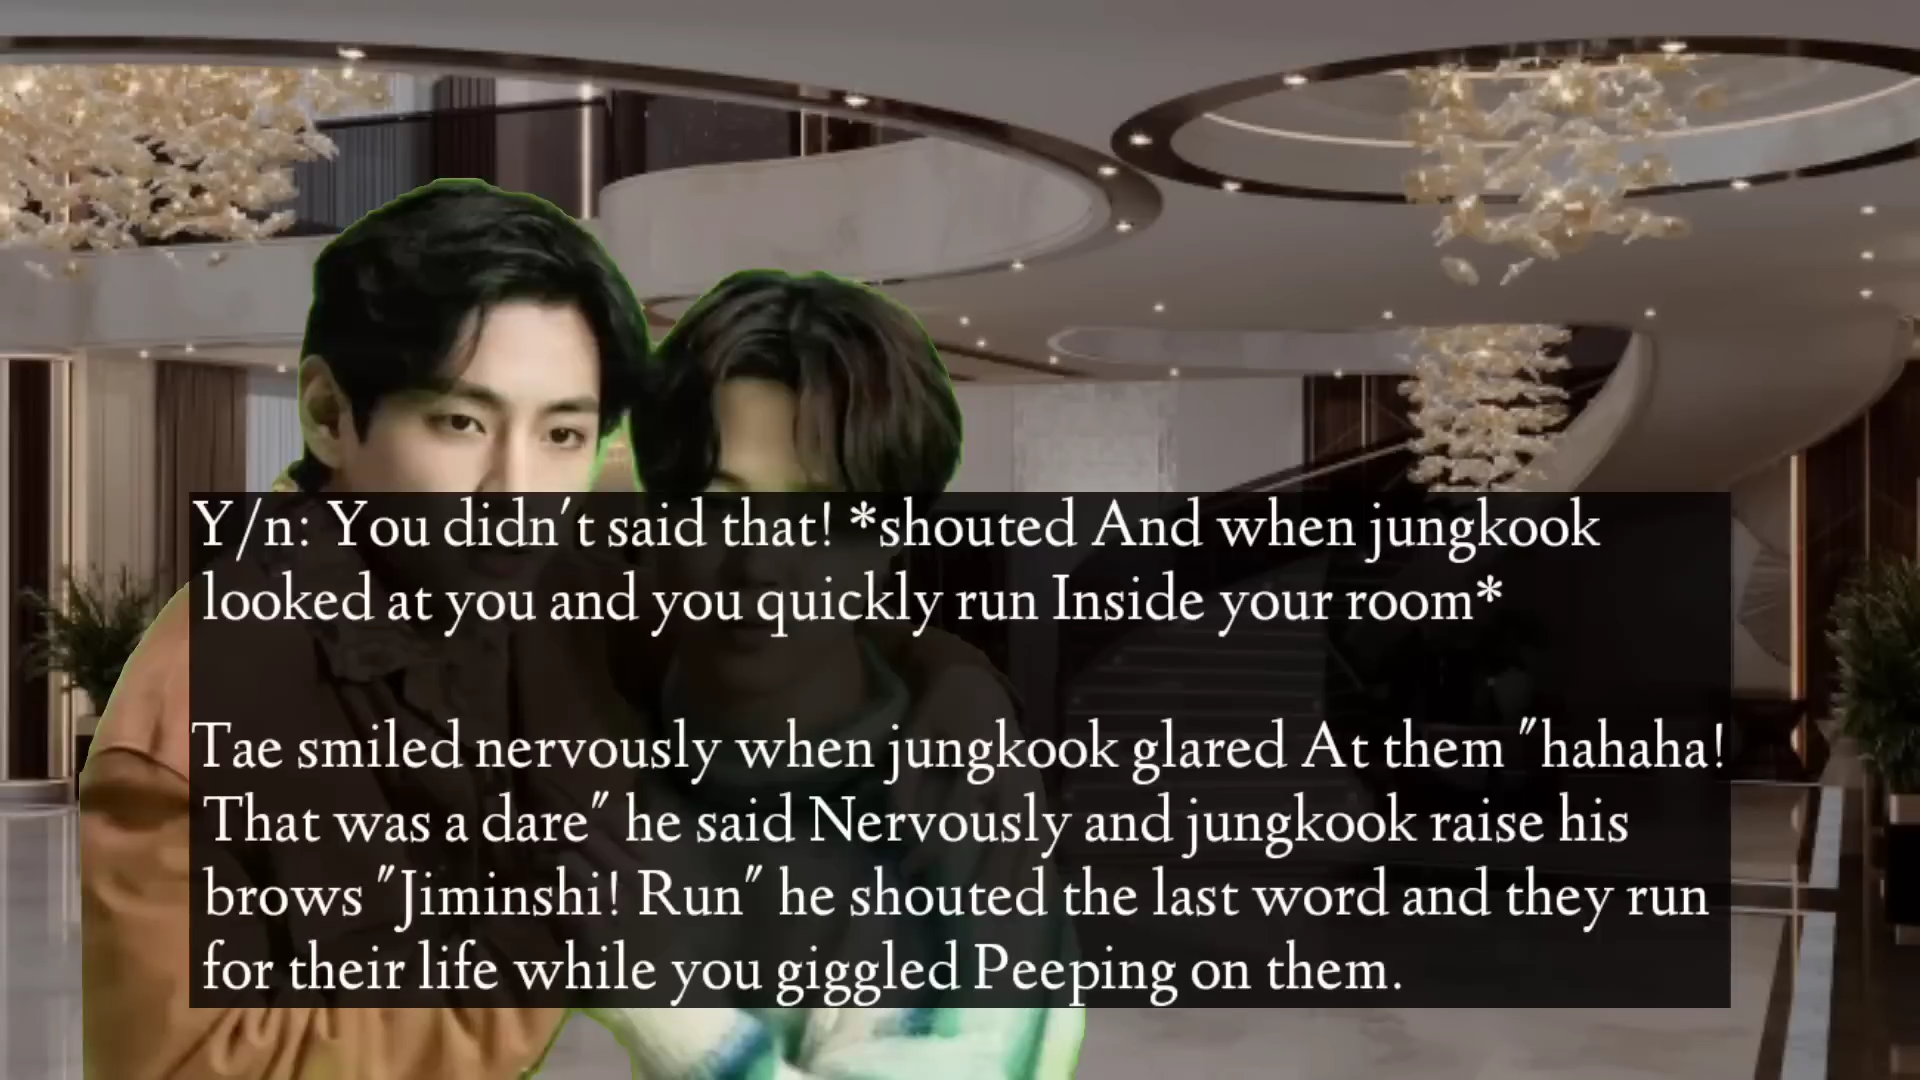 Y/n: You didn't said that! *shouted And when jungkook
looked at you and you quickly run Inside your room*
Tae smiled nervously when jungkook glared At them "hahaha!
That was a dare" he said Nervously and jungkook raise his
brows "Jiminshi! Run" he shouted the last word and they run
for their life while you giggled Peeping on them.